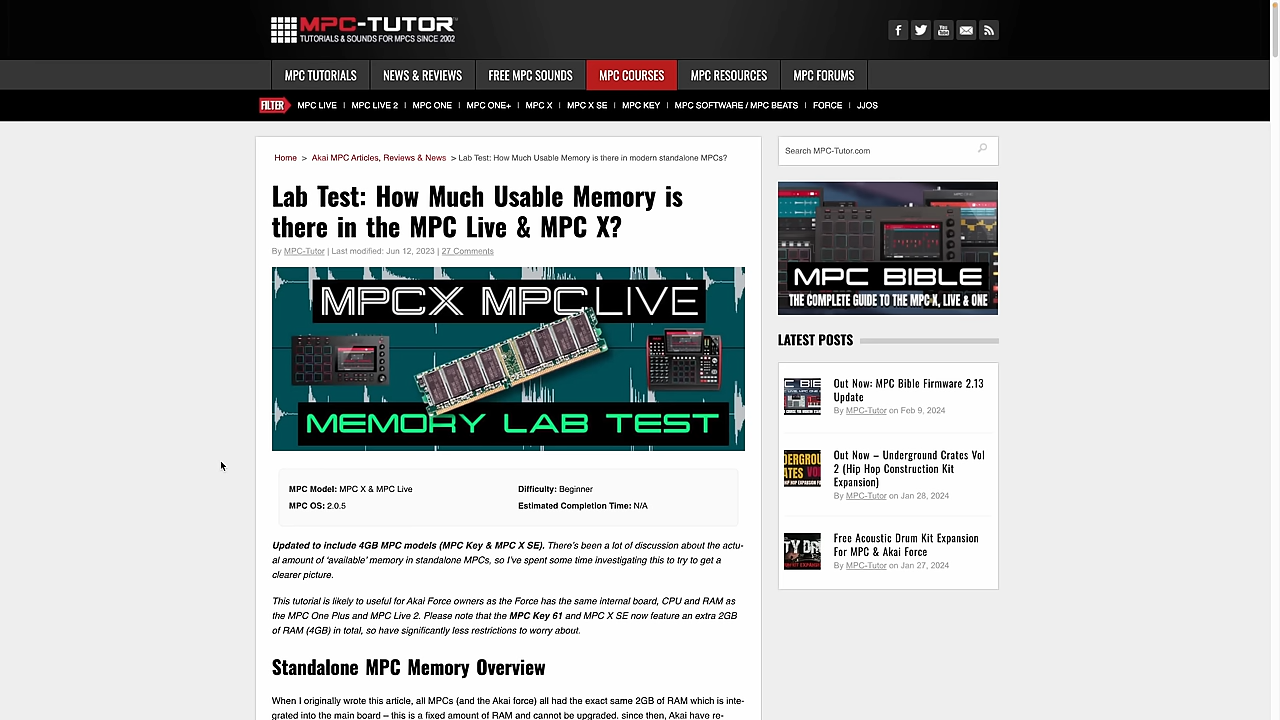 MPC-TUTOR
TUTORIALS & SOUNDS FOR MPCS SINCE 2002
MPC TUTORIALS NEWS & REVIEWS FREE MPC SOUNDS MPC COURSES MPC RESOURCES MPC FORUMS
FILTER MPC LIVE | MPC LIVE 2 | MPC ONE | MPC ONE+ | MPC X | MPC X SE | MPC KEY | MPC SOFTWARE / MPC BEATS | FORCE | JJOS
Home > Akai MPC Articles, Reviews & News > Lab Test: How Much Usable Memory is there in modern standalone MPCs?
Lab Test: How Much Usable Memory is
there in the MPC Live & MPC X?
By MPC-Tutor | Last modified: Jun 12, 2023 | 27 Comments
MPCX MPCLIVE
MEMORY LAB TEST
MPC Model: MPC X & MPC Live
Difficulty: Beginner
MPC OS: 2.0.5
Estimated Completion Time: N/A
Updated to include 4GB MPC models (MPC Key & MPC X SE). There's been a lot of discussion about the actu-
al amount of 'available' memory in standalone MPCs, so I've spent some time investigating this to try to get a
clearer picture.
This tutorial is likely to useful for Akai Force owners as the Force has the same internal board, CPU and RAM as
the MPC One Plus and MPC Live 2. Please note that the MPC Key 61 and MPC X SE now feature an extra 2GB
of RAM (4GB) in total, so have significantly less restrictions to worry about.
Standalone MPC Memory Overview
When I originally wrote this article, all MPCs (and the Akai force) all had the exact same 2GB of RAM which is inte-
grated into the main board – this is a fixed amount of RAM and cannot be upgraded. since then, Akai have re-
Search MPC-Tutor.com
MPC BIBLE
THE COMPLETE GUIDE TO THE MPC X, LIVE & ONE
LATEST POSTS
Out Now: MPC Bible Firmware 2.13
Update
By MPC-Tutor on Feb 9, 2024
Out Now – Underground Crates Vol
2 (Hip Hop Construction Kit
Expansion)
By MPC-Tutor on Jan 28, 2024
Free Acoustic Drum Kit Expansion
For MPC & Akai Force
By MPC-Tutor on Jan 27, 2024